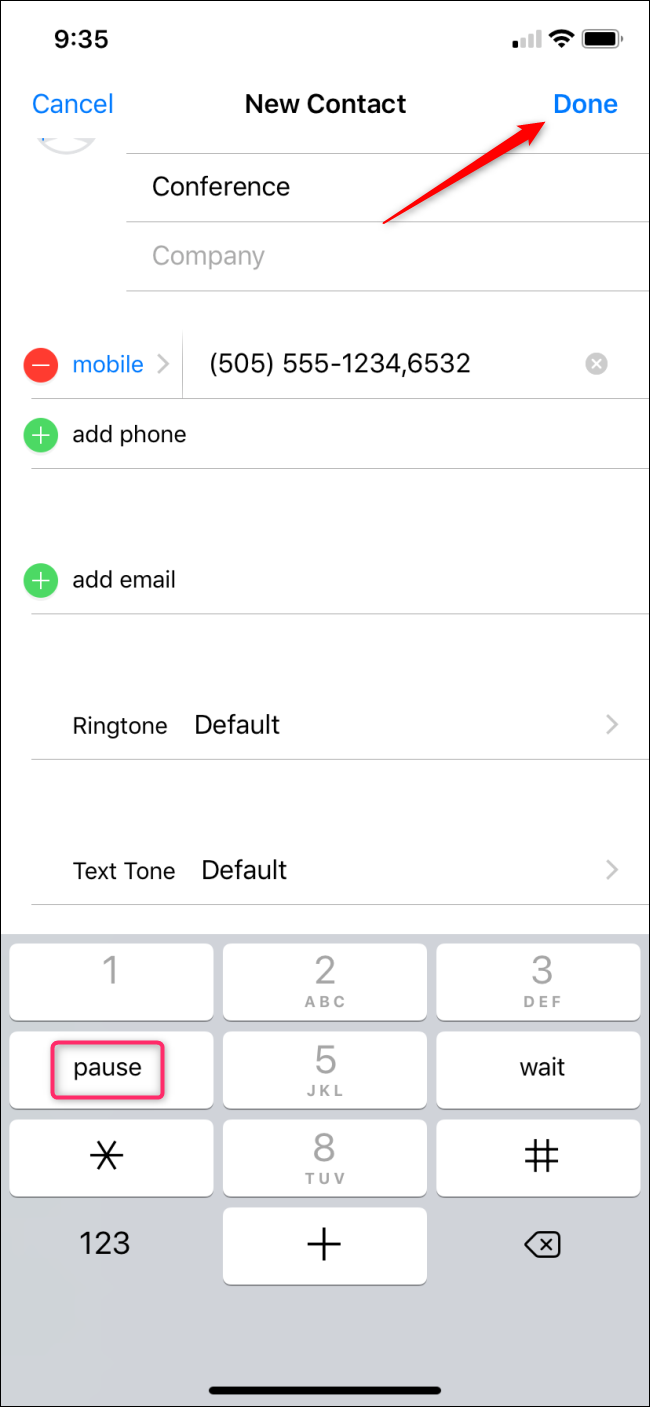 9:35
Cancel New Contact Done
Conference
Company
mobile (505) 555-1234,6532
add phone
add email
Ringtone Default
Text Tone Default
1 2 3
ABC DEF
pause 5 wait
JKL
* 8 #
TUV
123 +